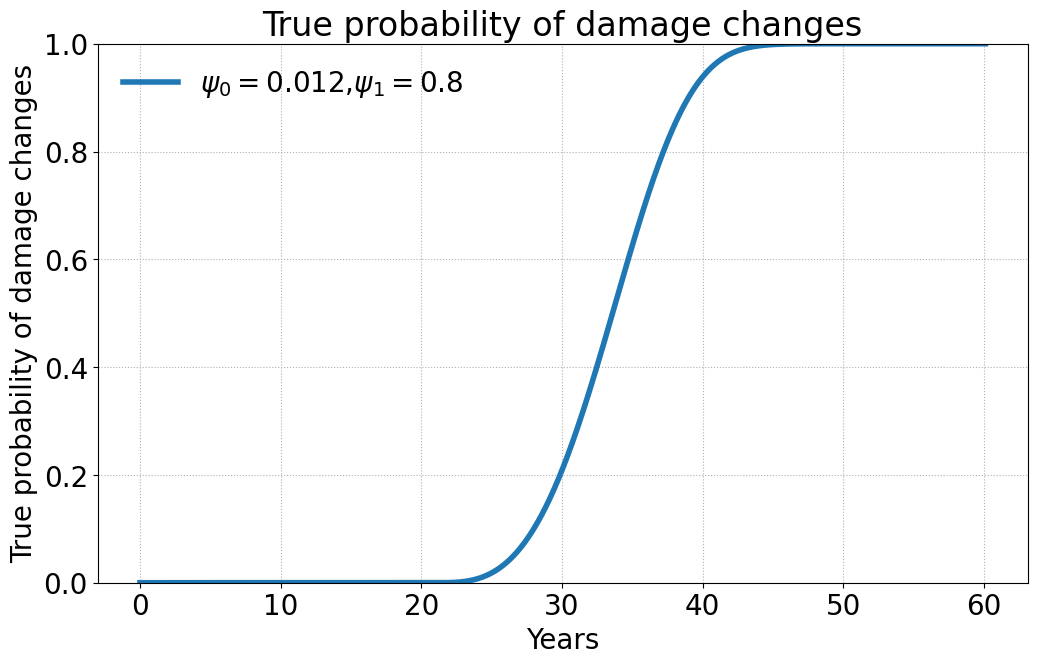 True probability of damage changes
ψ₀ = 0.012,ψ₁ = 0.8
True probability of damage changes
1.0
0.8
0.6
0.4
0.2
0.0
0 10 20 30 40 50 60
Years